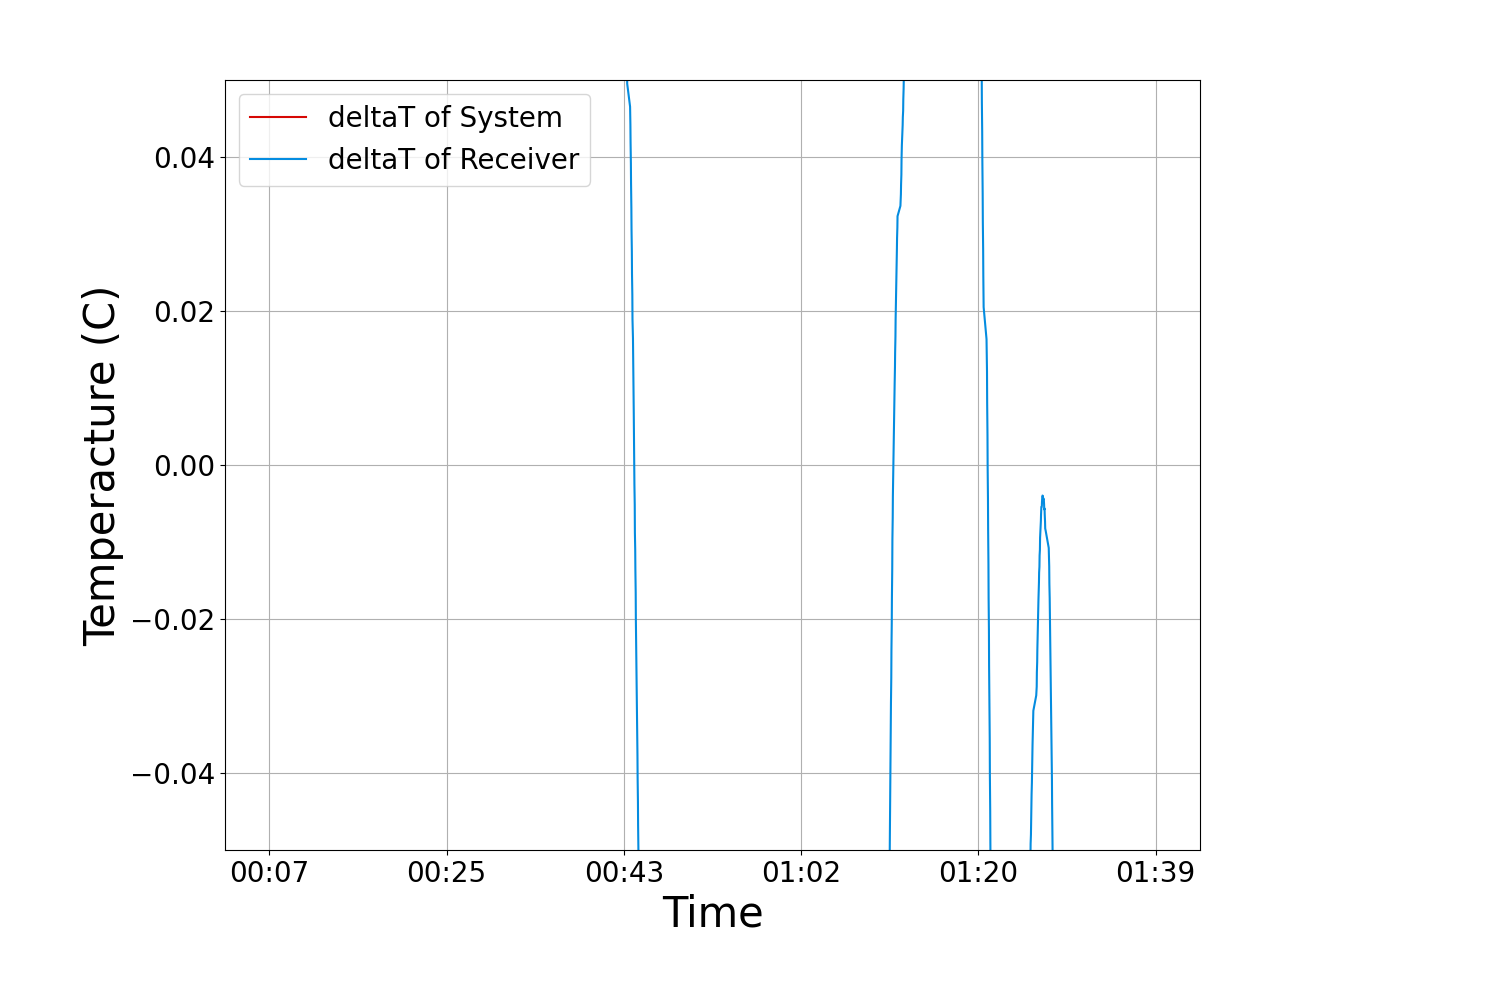 deltaT of System
deltaT of Receiver
0.04
0.02
0.00
−0.02
−0.04
Temperacture (C)
00:07 00:25 00:43 01:02 01:20 01:39
Time